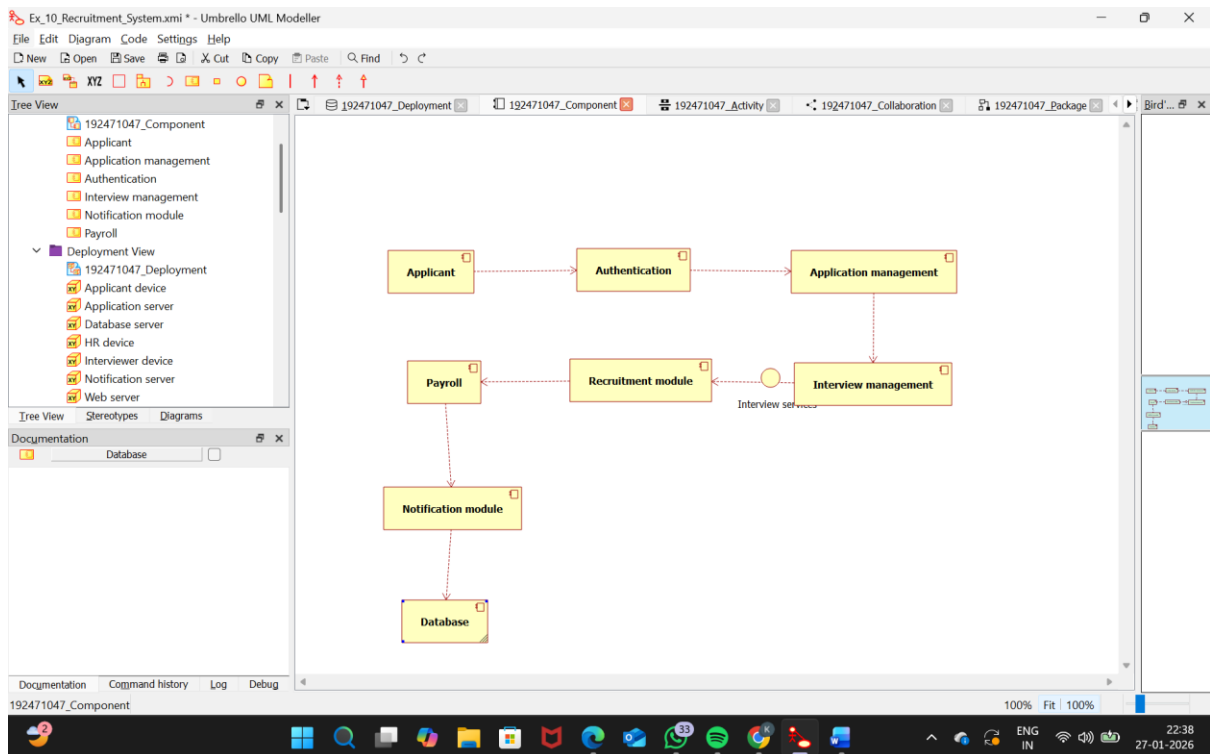 Ex_10_Recruitment_System.xmi * - Umbrello UML Modeller
File Edit Diagram Code Settings Help
New Open Save Cut Copy Paste Find
XYZ XYZ
Tree View
192471047_Deployment 192471047_Component 192471047_Activity 192471047_Collaboration 192471047_Package
Bird'...
192471047_Component
Applicant
Application management
Authentication
Interview management
Notification module
Payroll
Deployment View
192471047_Deployment
Applicant device
Application server
Database server
HR device
Interviewer device
Notification server
Web server
Tree View Stereotypes Diagrams
Documentation
Database
Applicant
Authentication
Application management
Payroll
Recruitment module
Interview management
Interview services
Notification module
Database
Documentation Command history Log Debug
192471047_Component
100% Fit 100%
2
33
K
ENG
IN
22:38
27-01-2026